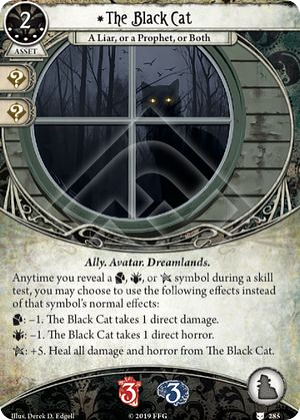 2
*The Black Cat
A Liar, or a Prophet, or Both
ASSET
?
?
Ally. Avatar. Dreamlands.
Anytime you reveal a , , or symbol during a skill
test, you may choose to use the following effects instead
of that symbol's normal effects:
: –1. The Black Cat takes 1 direct damage.
: –1. The Black Cat takes 1 direct horror.
: +5. Heal all damage and horror from The Black Cat.
3 3
Illus. Derek D. Edgell © 2019 FFG 285